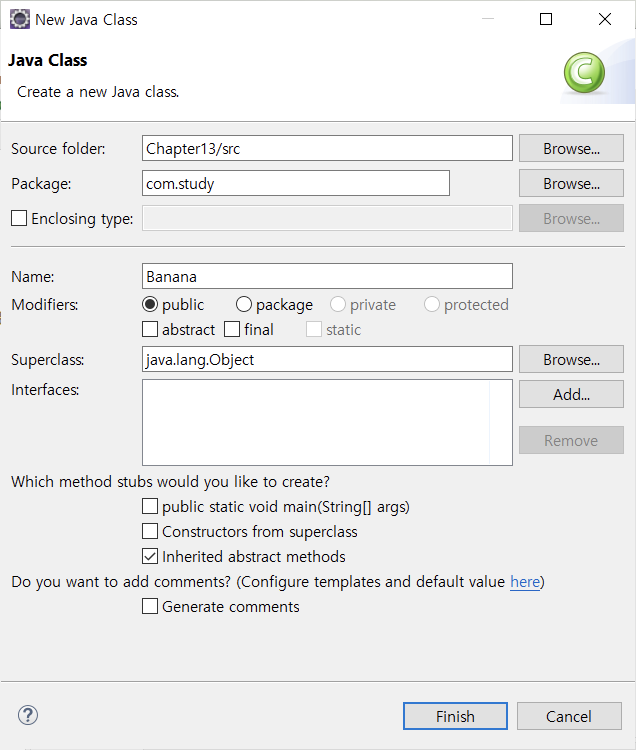 New Java Class
Java Class
Create a new Java class.
Source folder: Chapter13/src Browse...
Package: com.study Browse...
Enclosing type: Browse...
Name: Banana
Modifiers: public package private protected
abstract final static
Superclass: java.lang.Object Browse...
Interfaces: Add...
Remove
Which method stubs would you like to create?
public static void main(String[] args)
Constructors from superclass
Inherited abstract methods
Do you want to add comments? (Configure templates and default value here)
Generate comments
? Finish Cancel